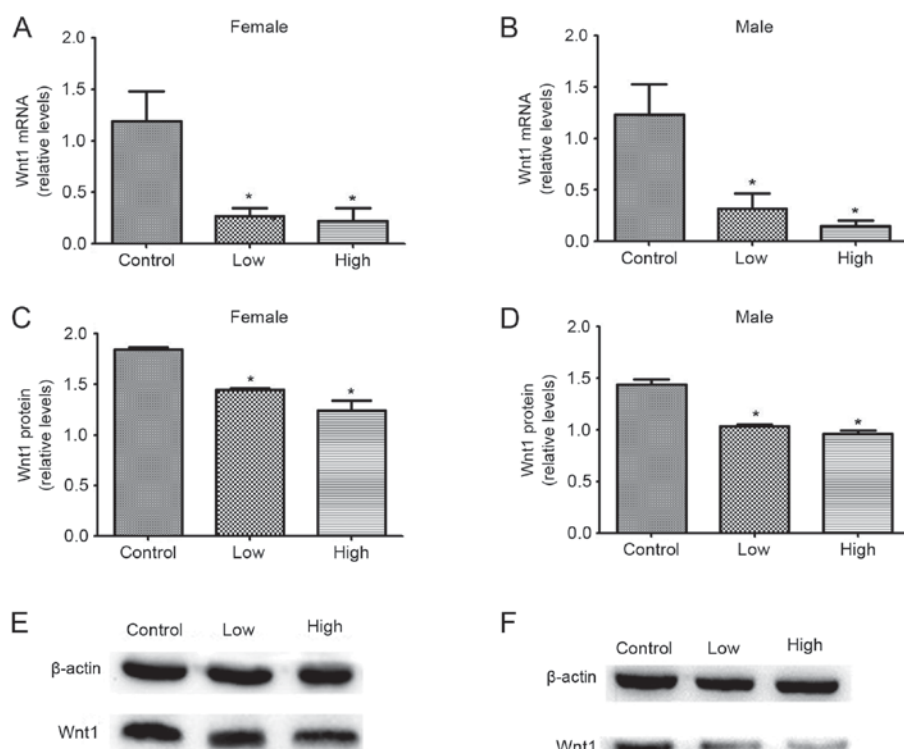 A
Female
2.0
1.5
1.0
0.5
0.0
Wnt1 mRNA
(relative levels)
*
*
Control Low High
B
Male
2.0
1.5
1.0
0.5
0.0
Wnt1 mRNA
(relative levels)
*
*
Control Low High
C
Female
2.0
1.5
1.0
0.5
0.0
Wnt1 protein
(relative levels)
*
*
Control Low High
D
Male
2.0
1.5
1.0
0.5
0.0
Wnt1 protein
(relative levels)
*
*
Control Low High
E
Control Low High
β-actin
Wnt1
F
Control Low High
β-actin
Wnt1